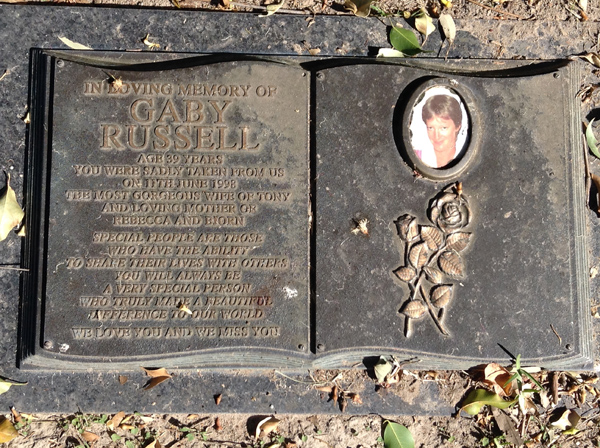 IN LOVING MEMORY OF
GABY
RUSSELL
AGE 39 YEARS
YOU WERE SADLY TAKEN FROM US
ON 11TH JUNE 1998
THE MOST GORGEOUS WIFE OF TONY
AND LOVING MOTHER OF
REBECCA AND BJORN
SPECIAL PEOPLE ARE THOSE
WHO HAVE THE ABILITY
TO SHARE THEIR LIVES WITH OTHERS
YOU WILL ALWAYS BE
A VERY SPECIAL PERSON
WHO TRULY MADE A BEAUTIFUL
DIFFERENCE TO OUR WORLD
WE LOVE YOU AND WE MISS YOU